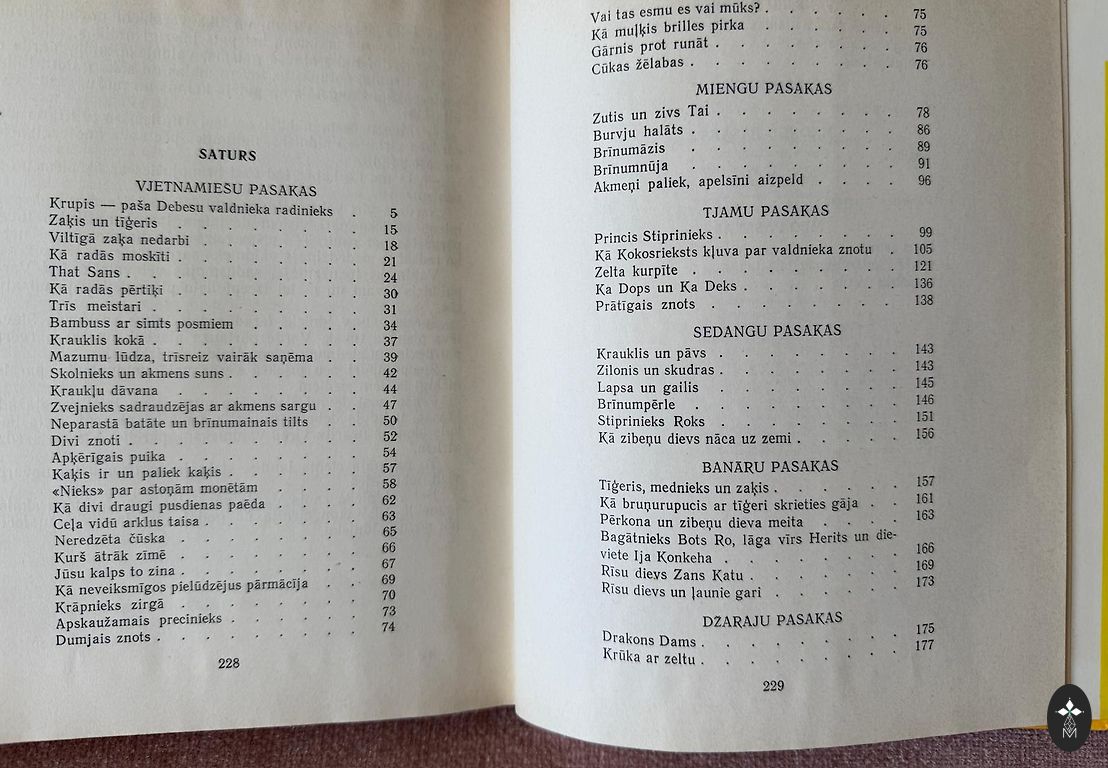 SATURS
VJETNAMIEŠU PASAKAS
Krupis — paša Debesu valdnieka radinieks . 5
Zaķis un tīģeris . . . . . . . . 15
Viltīgā zaķa nedarbi . . . . . . . 18
Kā radās moskīti . . . . . . . . 21
That Sans . . . . . . . . . . 24
Kā radās pērtiķi . . . . . . . . 30
Trīs meistari . . . . . . . . . 31
Bambuss ar simts posmiem . . . . . 34
Krauklis kokā . . . . . . . . . 37
Mazumu lūdza, trīsreiz vairāk saņēma . . 39
Skolnieks un akmens suns . . . . . . 42
Kraukļu dāvana . . . . . . . . 44
Zvejnieks sadraudzējas ar akmens sargu . . 47
Neparastā batāte un brīnumainais tilts . . 50
Divi znoti . . . . . . . . . . 52
Apķērīgais puika . . . . . . . . 54
Kaķis ir un paliek kaķis . . . . . . 57
«Nieks» par astoņām monētām . . . . 58
Kā divi draugi pusdienas paēda . . . . 62
Ceļa vidū arklus taisa . . . . . . . 63
Neredzēta čūska . . . . . . . . 65
Kurš ātrāk zīmē . . . . . . . . 66
Jūsu kalps to zina . . . . . . . . 67
Kā neveiksmīgos pielūdzējus pārmācīja . . 69
Krāpnieks zirgā . . . . . . . . 70
Apskaužamais precinieks . . . . . . 73
Dumjais znots . . . . . . . . . 74
228
Vai tas esmu es vai mūks? . . . . . 75
Kā muļķis brilles pirka . . . . . . 75
Gārnis prot runāt . . . . . . . . 76
Cūkas žēlabas . . . . . . . . . 76
MIENGU PASAKAS
Zutis un zivs Tai . . . . . . . . 78
Burvju halāts . . . . . . . . . 86
Brīnumāzis . . . . . . . . . 89
Brīnumnūja . . . . . . . . . 91
Akmeņi paliek, apelsīni aizpeld . . . . 96
TJAMU PASAKAS
Princis Stiprinieks . . . . . . . . 99
Kā Kokosrieksts kļuva par valdnieka znotu . 105
Zelta kurpīte . . . . . . . . . 121
Ka Dops un Ka Deks . . . . . . . 136
Prātīgais znots . . . . . . . . 138
SEDANGU PASAKAS
Krauklis un pāvs . . . . . . . . 143
Zilonis un skudras . . . . . . . . 143
Lapsa un gailis . . . . . . . . 145
Brīnumpērle . . . . . . . . . 146
Stiprinieks Roks . . . . . . . . 151
Kā zibeņu dievs nāca uz zemi . . . . . 156
BANARU PASAKAS
Tīģeris, mednieks un zaķis . . . . . . 157
Kā bruņurupucis ar tīģeri skrieties gāja . . 161
Pērkona un zibeņu dieva meita . . . . 163
Bagātnieks Bots Ro, lāga vīrs Herits un die-
viete Ija Konkeha . . . . . . . . 166
Rīsu dievs Zans Katu . . . . . . . 169
Rīsu dievs un ļaunie gari . . . . . . 173
DZARAJU PASAKAS
Drakons Dams . . . . . . . . . 175
Krūka ar zeltu . . . . . . . . . 177
229